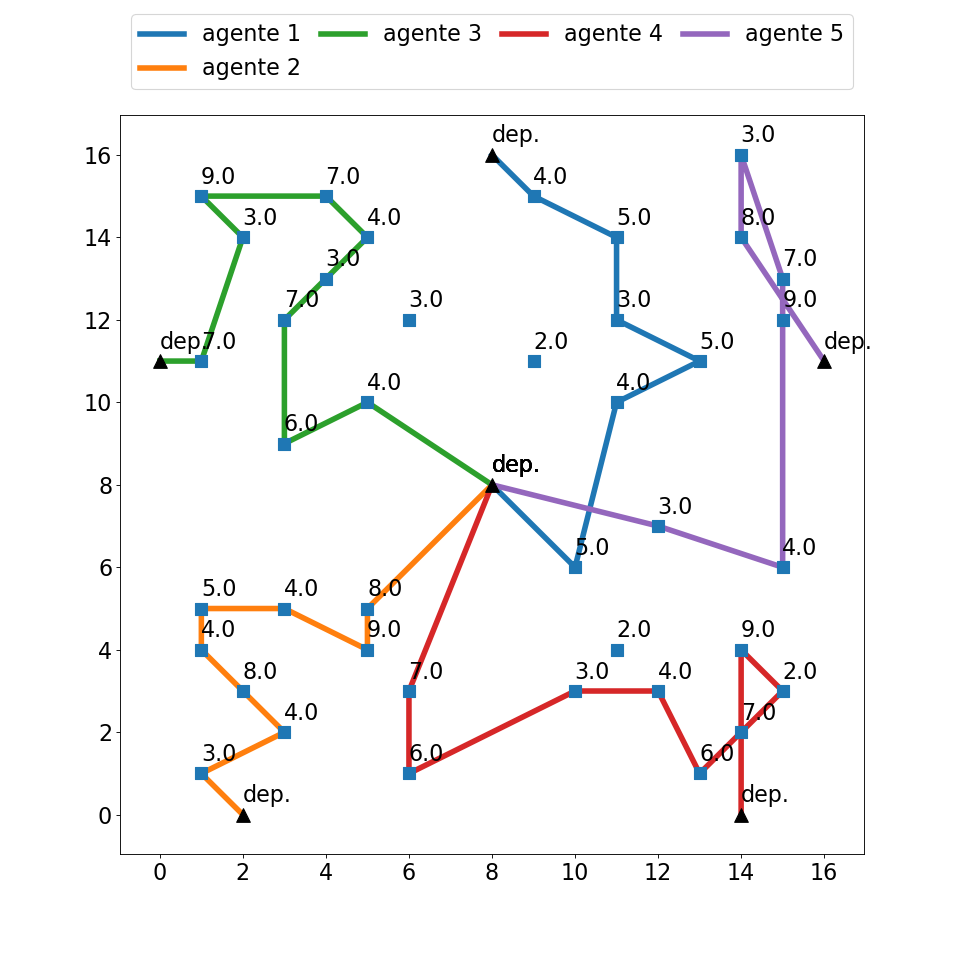 agente 1 agente 3 agente 4 agente 5
agente 2
dep. 3.0
16
9.0 7.0 4.0
3.0 4.0 5.0 8.0
14
3.0 7.0
7.0 3.0 3.0 9.0
12
dep. 7.0 2.0 5.0 dep.
4.0 4.0
10
6.0
dep.
8
3.0
5.0 4.0
6
5.0 4.0 8.0
4.0 9.0 2.0 9.0
4
8.0 7.0 3.0 4.0 2.0
4.0 7.0
2
3.0 6.0 6.0
dep. dep.
0
0 2 4 6 8 10 12 14 16